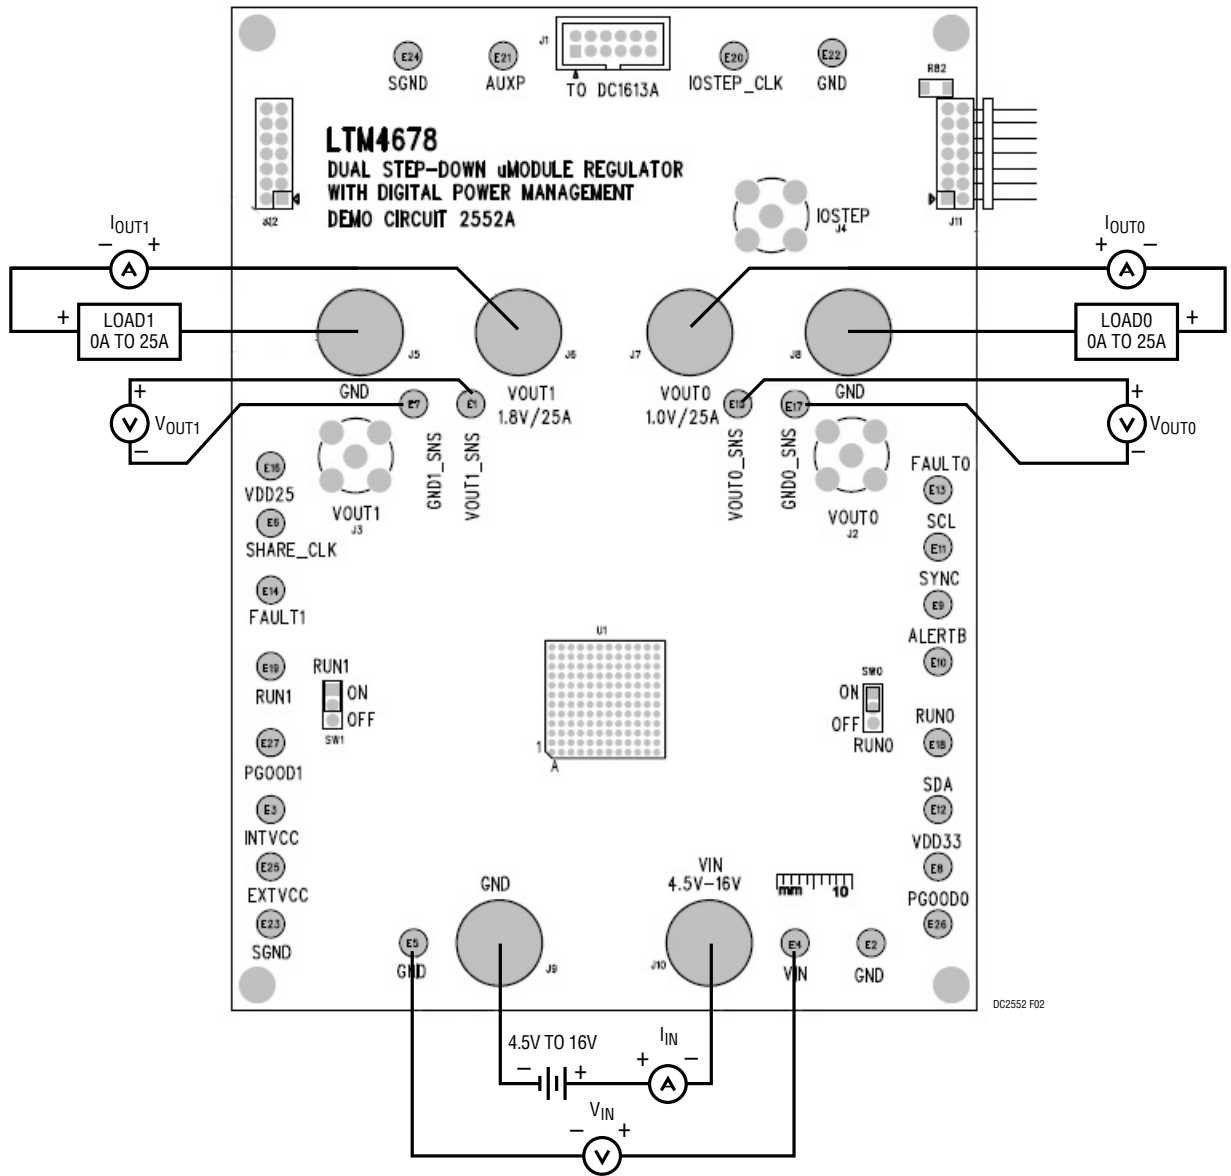 J1
E24
E21
E20
E22
SGND
AUXP
TO DC1613A
IOSTEP_CLK
GND
R82
LTM4678
DUAL STEP-DOWN uMODULE REGULATOR
WITH DIGITAL POWER MANAGEMENT
DEMO CIRCUIT 2552A
IOSTEP
J4
J11
IOUT1
− +
A
IOUT0
+ −
A
+
LOAD1
0A TO 25A
LOAD0
0A TO 25A
+
J5
J6
J7
J8
GND
VOUT1
1.8V/25A
VOUT0
1.0V/25A
GND
+
V
VOUT1
−
E7
E1
E17
+
V
VOUT0
−
GND1_SNS
VOUT1_SNS
VOUT0_SNS
GND0_SNS
VOUT1
J3
VOUT0
J2
E16
VDD25
E6
SHARE_CLK
E14
FAULT1
E19
RUN1
E27
PGOOD1
E3
INTVCC
E25
EXTVCC
E23
SGND
RUN1
ON
OFF
SW1
U1
1
A
SW0
ON
OFF
RUN0
FAULT0
E13
SCL
E11
SYNC
E9
ALERTB
E10
RUN0
E18
SDA
E12
VDD33
E8
PGOOD0
E26
GND
VIN
4.5V-16V
mm 10
E5
GND
J9
J10
E4
VIN
E2
GND
DC2552 F02
4.5V TO 16V
− +
IIN
+ −
A
VIN
− +
V